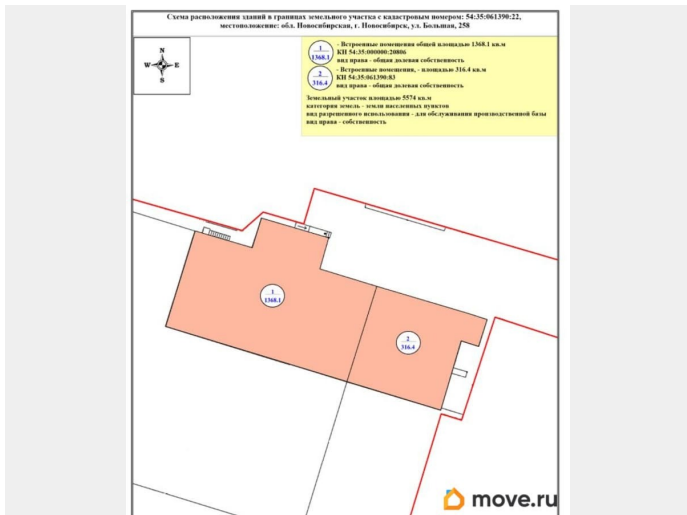 Схема расположения зданий в границах земельного участка с кадастровым номером: 54:35:061390:22,
местоположение: обл. Новосибирская, г. Новосибирск, ул. Большая, 258
N
W E
S
1
1368.1
- Встроенные помещения общей площадью 1368.1 кв.м
КН 54:35:000000:20806
вид права - общая долевая собственность
2
316.4
- Встроенные помещения, - площадью 316.4 кв.м
КН 54:35:061390:83
вид права - общая долевая собственность
Земельный участок площадью 5574 кв.м
категория земель - земли населенных пунктов
вид разрешенного использования - для обслуживания производственной базы
вид права - собственность
1
1368.1
2
316.4
move.ru